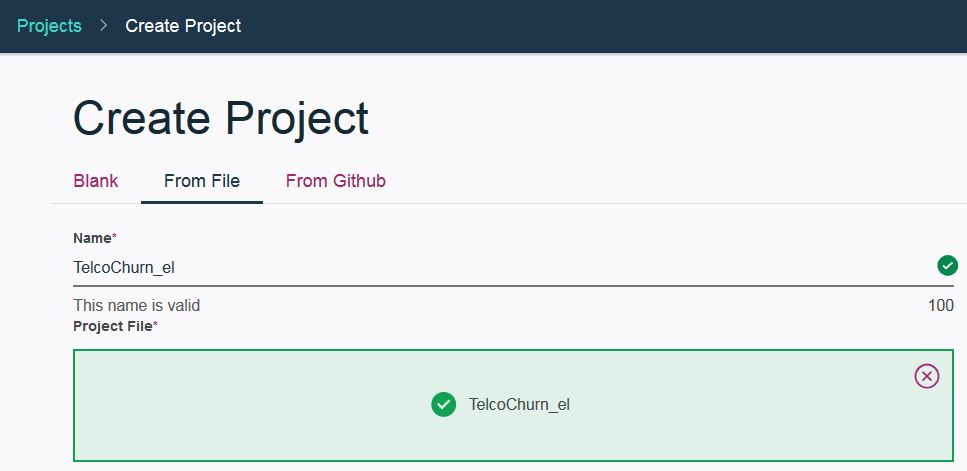 Projects > Create Project
Create Project
Blank From File From Github
Name*
TelcoChurn_el
This name is valid 100
Project File*
TelcoChurn_el